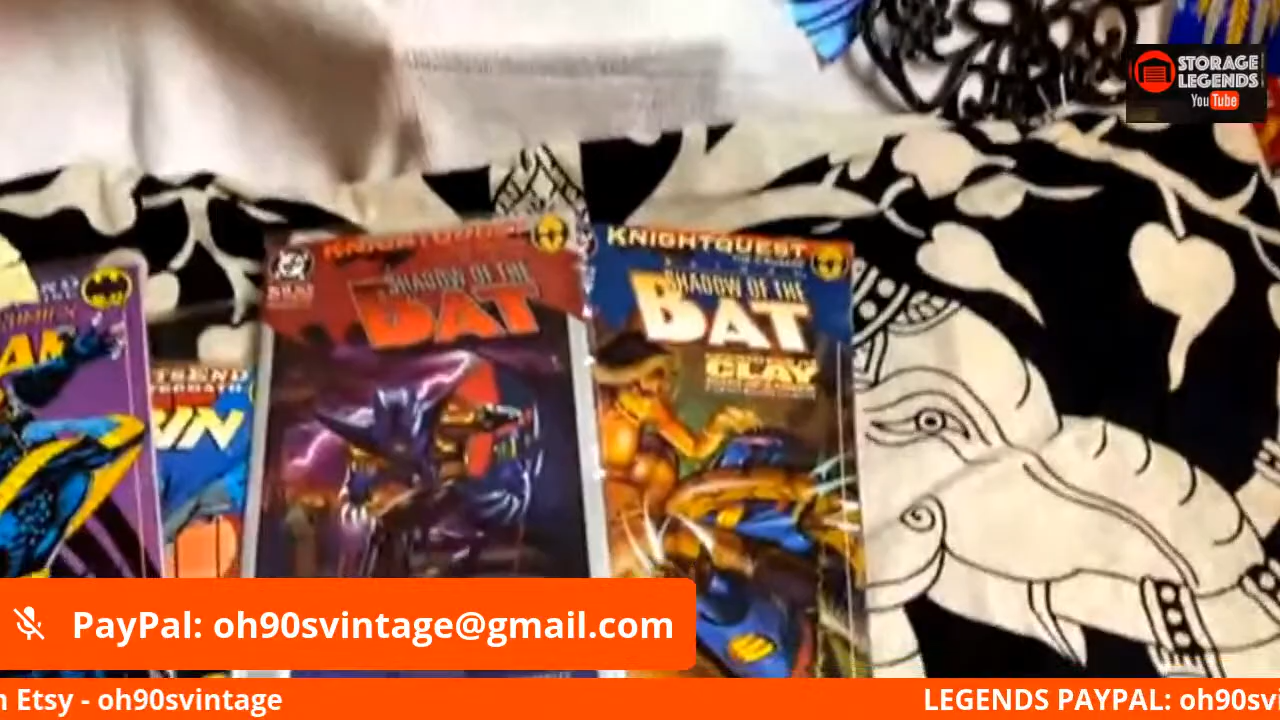 STORAGE
LEGENDS
YouTube
KNIGHTQUEST
SHADOW OF THE
BAT
KNIGHTQUEST
SHADOW OF THE
BAT
CLAY
PayPal: oh90svintage@gmail.com
n Etsy - oh90svintage
LEGENDS PAYPAL: oh90svi